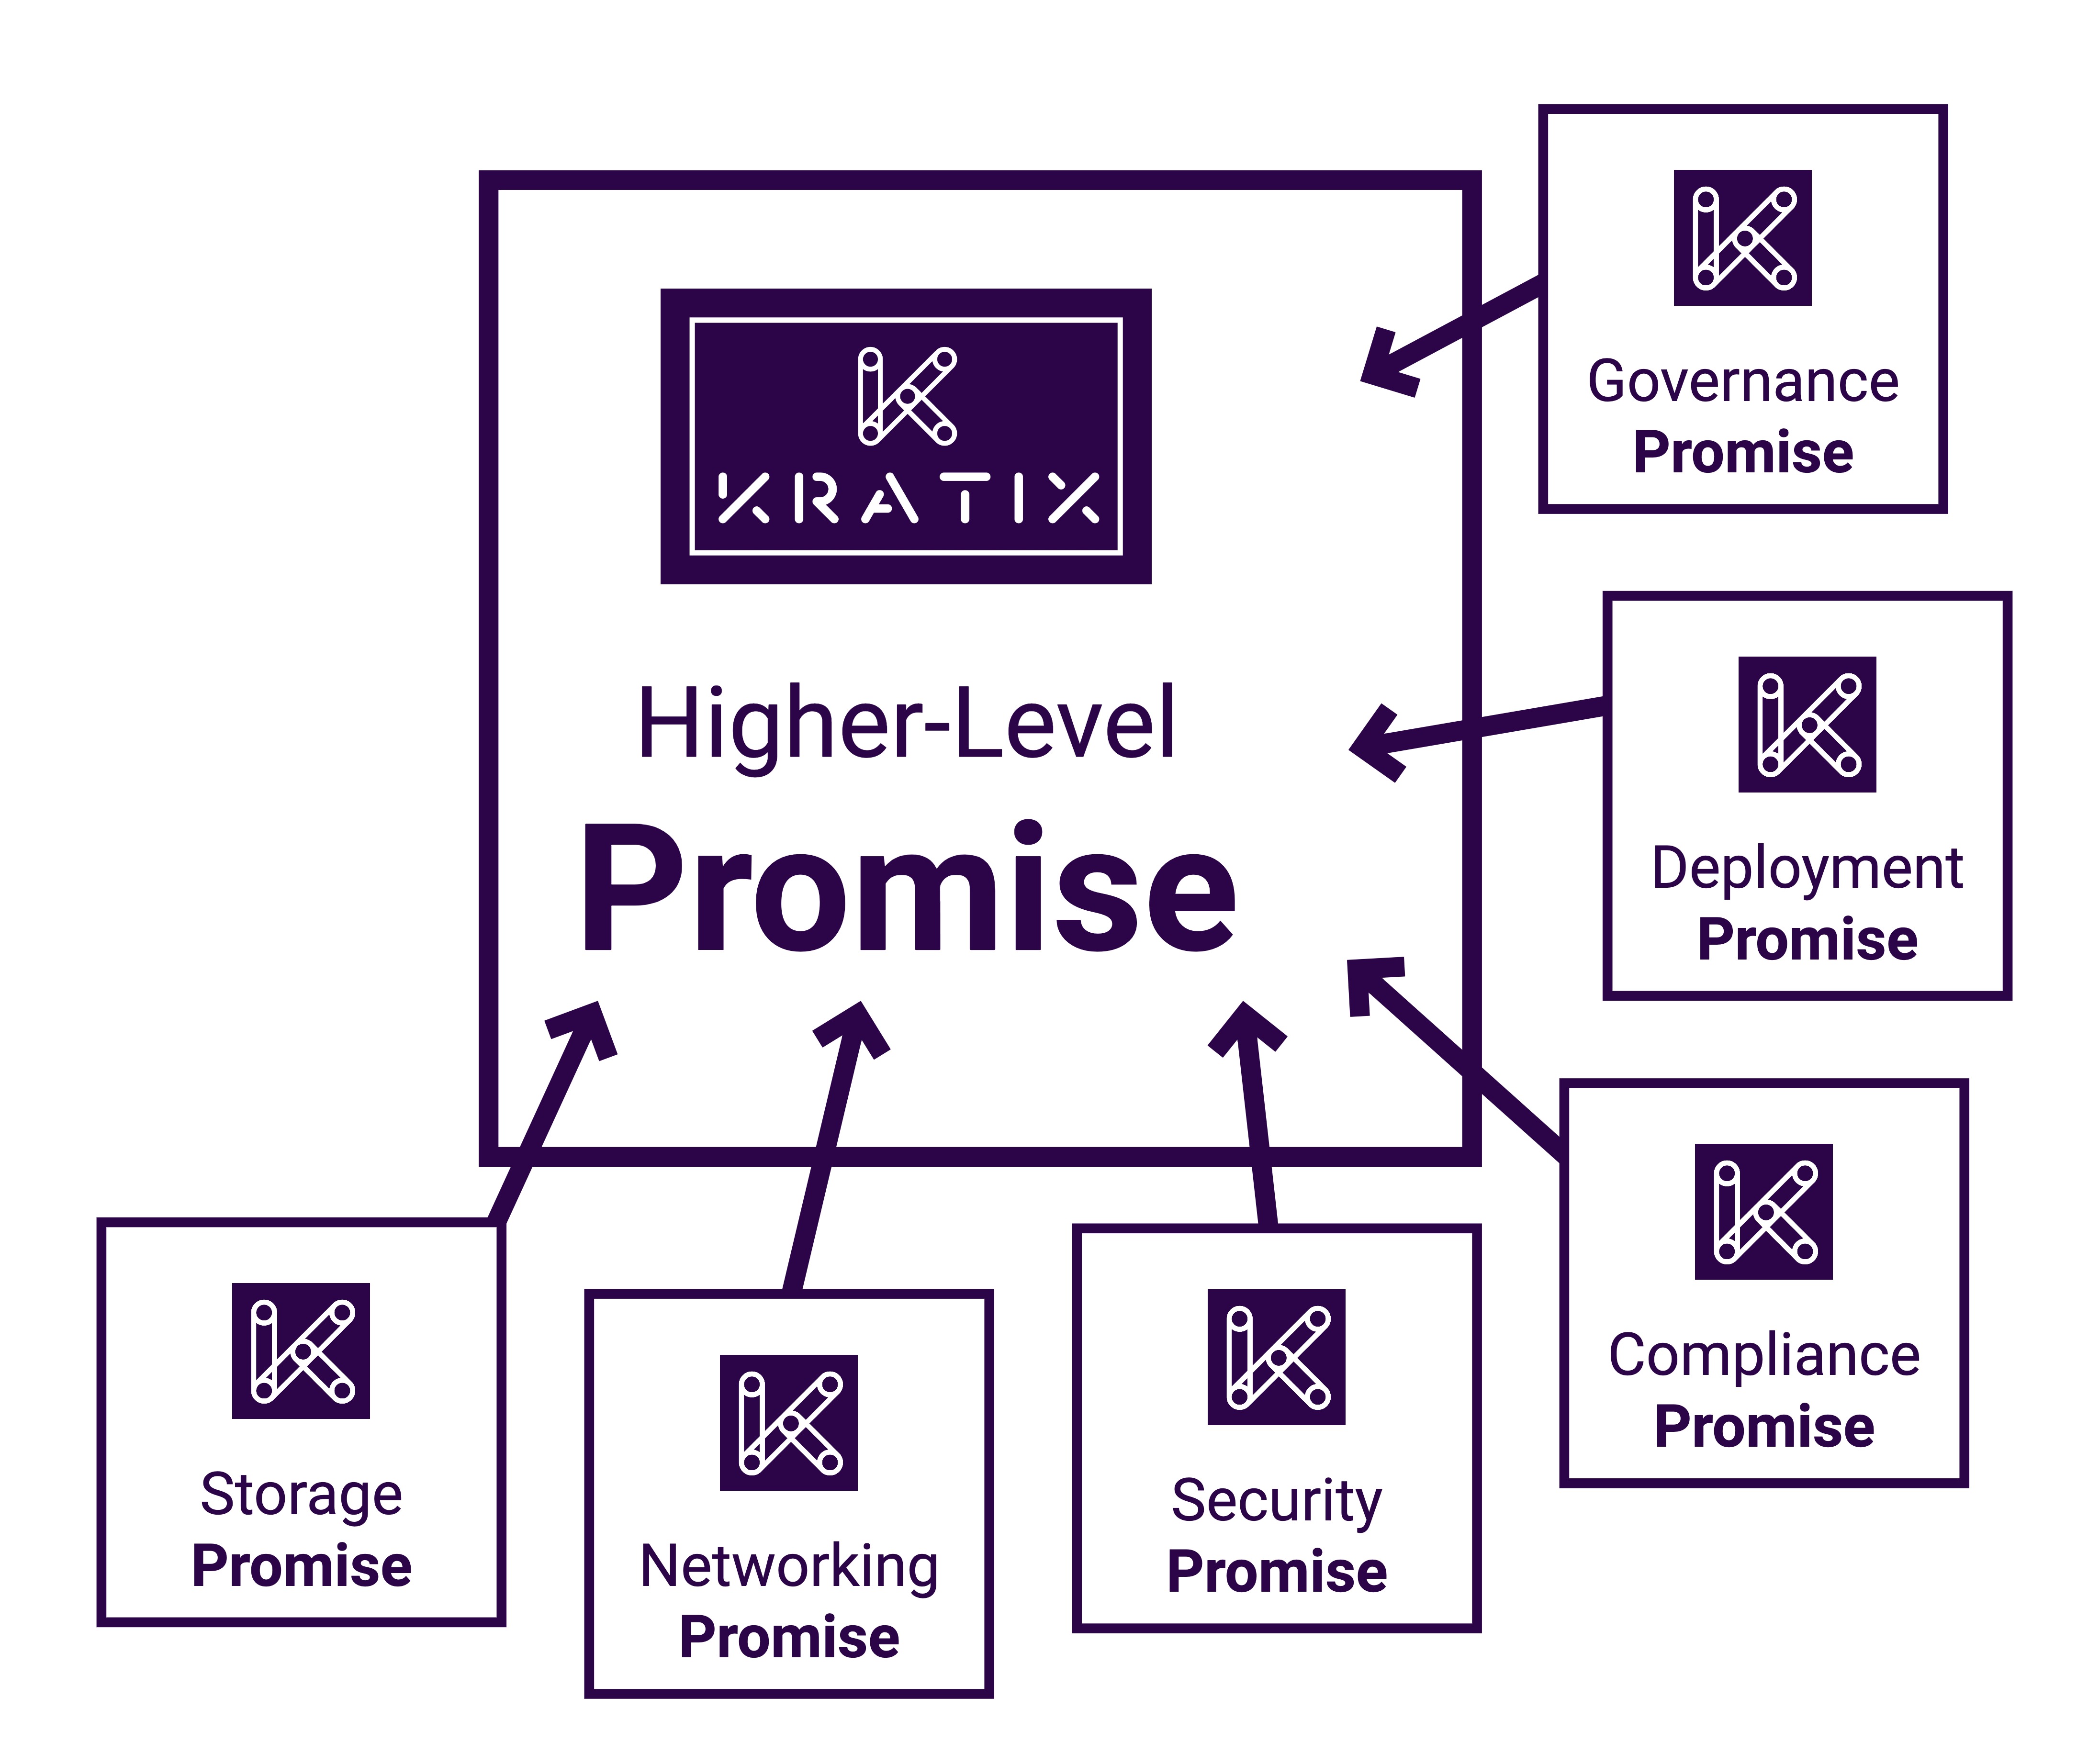 KRATIX
Higher-Level
Promise
Governance
Promise
Deployment
Promise
Compliance
Promise
Security
Promise
Networking
Promise
Storage
Promise